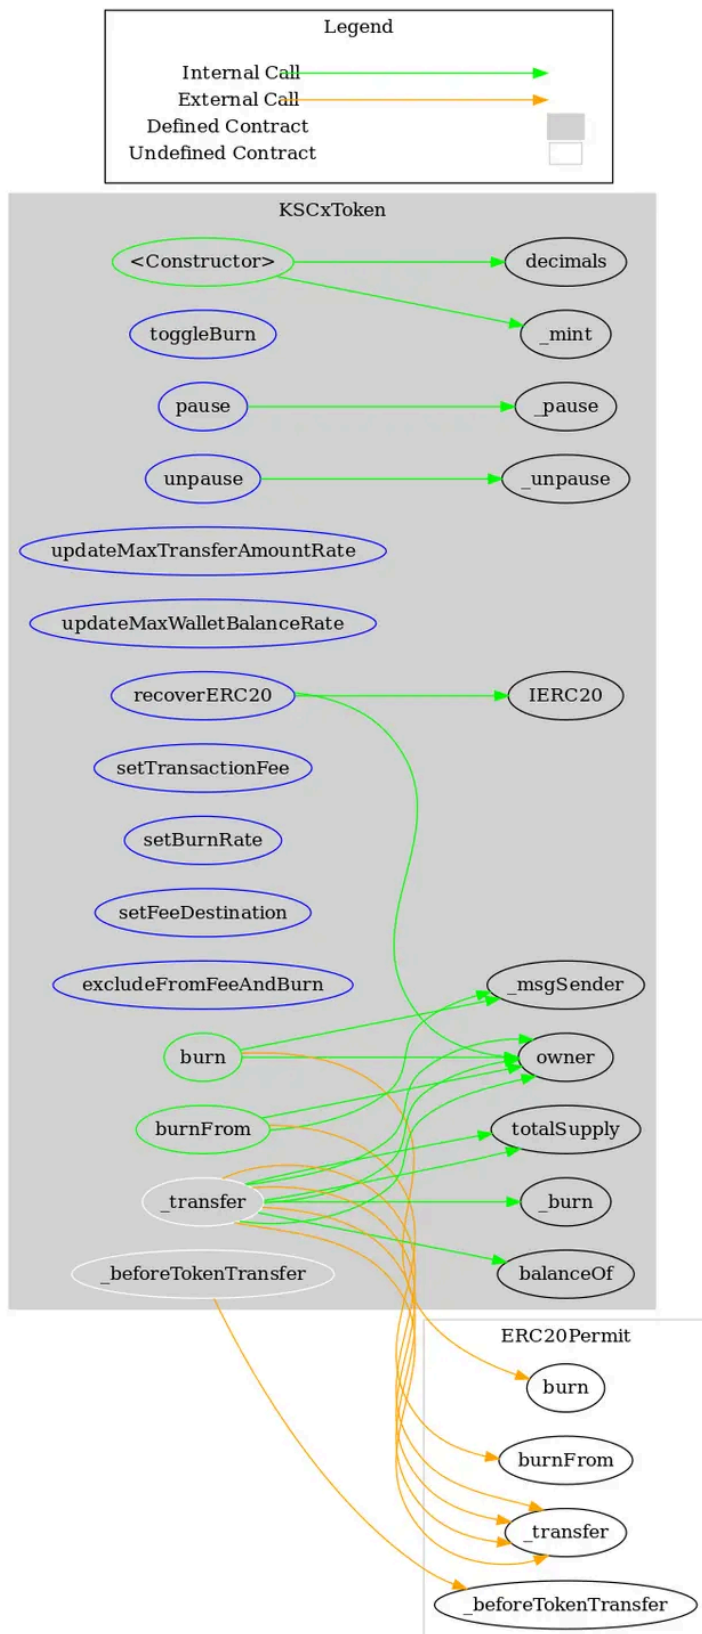 Legend
Internal Call
External Call
Defined Contract
Undefined Contract
KSCxToken
<Constructor>
decimals
toggleBurn
_mint
pause
_pause
unpause
_unpause
updateMaxTransferAmountRate
updateMaxWalletBalanceRate
recoverERC20
IERC20
setTransactionFee
setBurnRate
setFeeDestination
excludeFromFeeAndBurn
_msgSender
burn
owner
burnFrom
totalSupply
_transfer
_burn
_beforeTokenTransfer
balanceOf
ERC20Permit
burn
burnFrom
_transfer
_beforeTokenTransfer